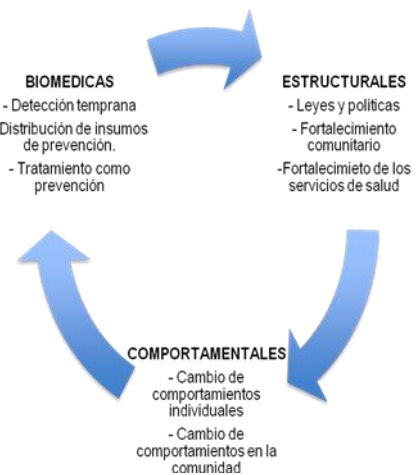 BIOMEDICAS
- Detección temprana
Distribución de insumos
de prevención.
- Tratamiento como
prevención
ESTRUCTURALES
- Leyes y políticas
- Fortalecimiento
comunitario
-Fortalecimieto de los
servicios de salud
COMPORTAMENTALES
- Cambio de
comportamientos
individuales
- Cambio de
comportamientos en la
comunidad